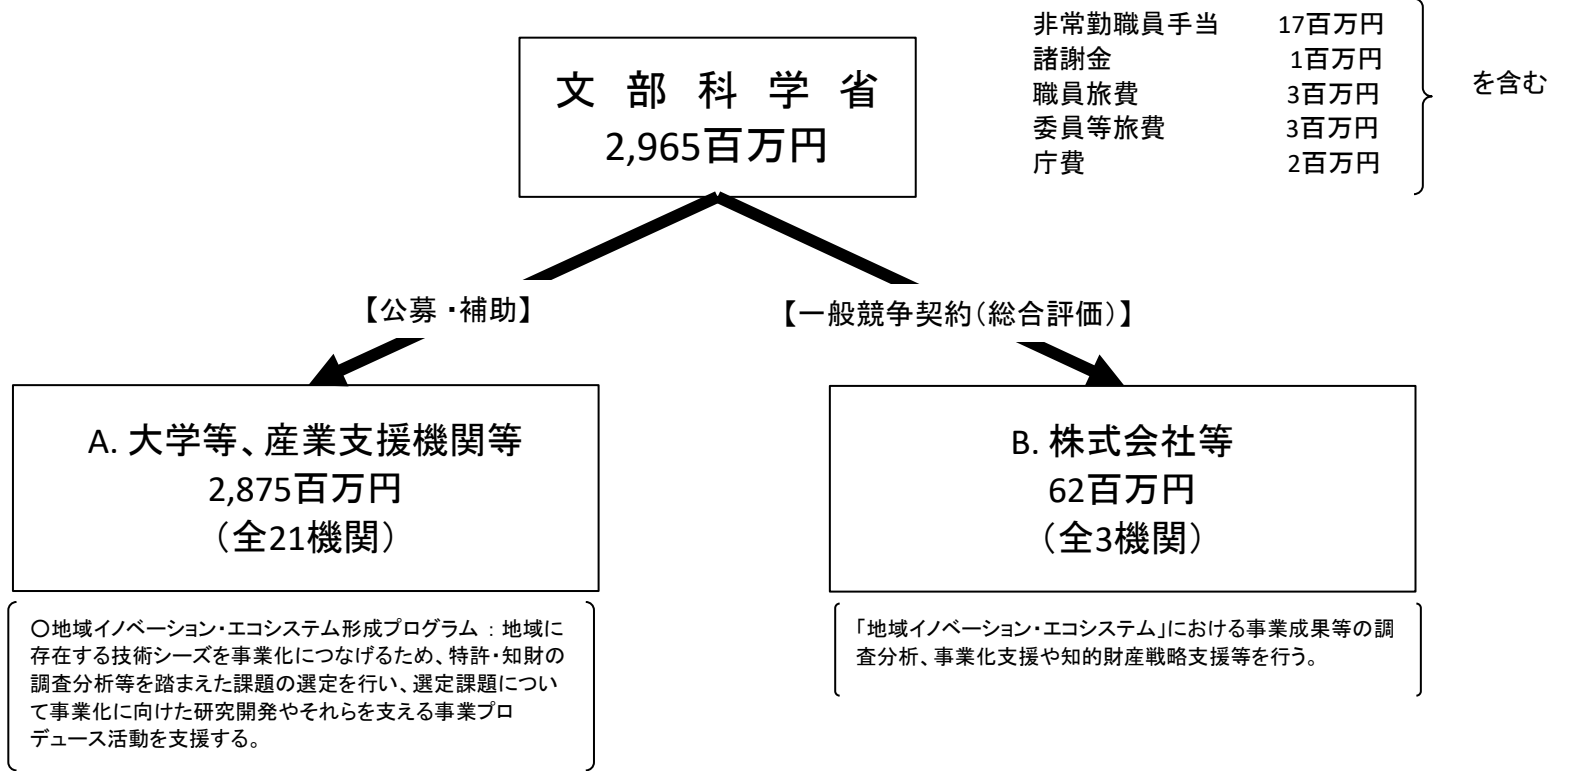 文 部 科 学 省
2,965百万円
非常勤職員手当 17百万円
諸謝金 1百万円
職員旅費 3百万円
委員等旅費 3百万円
庁費 2百万円
を含む
【公募・補助】
【一般競争契約（総合評価）】
A. 大学等、産業支援機関等
2,875百万円
（全21機関）
B. 株式会社等
62百万円
（全3機関）
〇地域イノベーション・エコシステム形成プログラム ： 地域に
存在する技術シーズを事業化につなげるため、特許・知財の
調査分析等を踏まえた課題の選定を行い、選定課題につい
て事業化に向けた研究開発やそれらを支える事業プロ
デュース活動を支援する。
「地域イノベーション・エコシステム」における事業成果等の調
査分析、事業化支援や知的財産戦略支援等を行う。